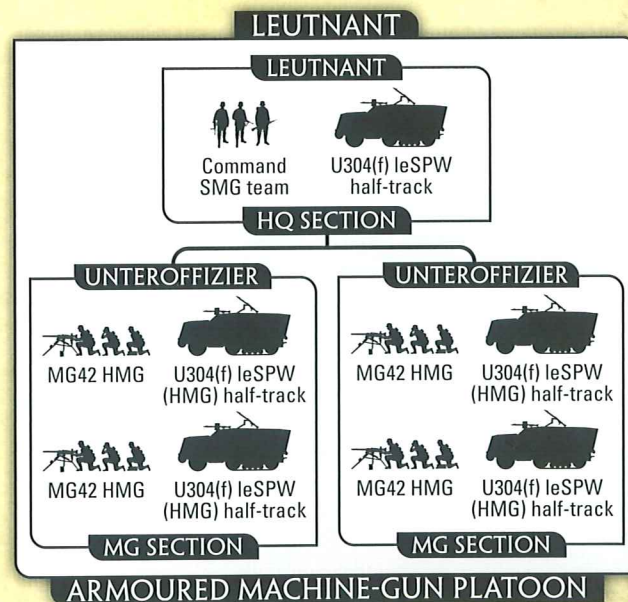 LEUTNANT
LEUTNANT
Command
SMG team
U304(f) leSPW
half-track
HQ SECTION
UNTEROFFIZIER
MG42 HMG
U304(f) leSPW
(HMG) half-track
MG42 HMG
U304(f) leSPW
(HMG) half-track
MG SECTION
UNTEROFFIZIER
MG42 HMG
U304(f) leSPW
(HMG) half-track
MG42 HMG
U304(f) leSPW
(HMG) half-track
MG SECTION
ARMOURED MACHINE-GUN PLATOON